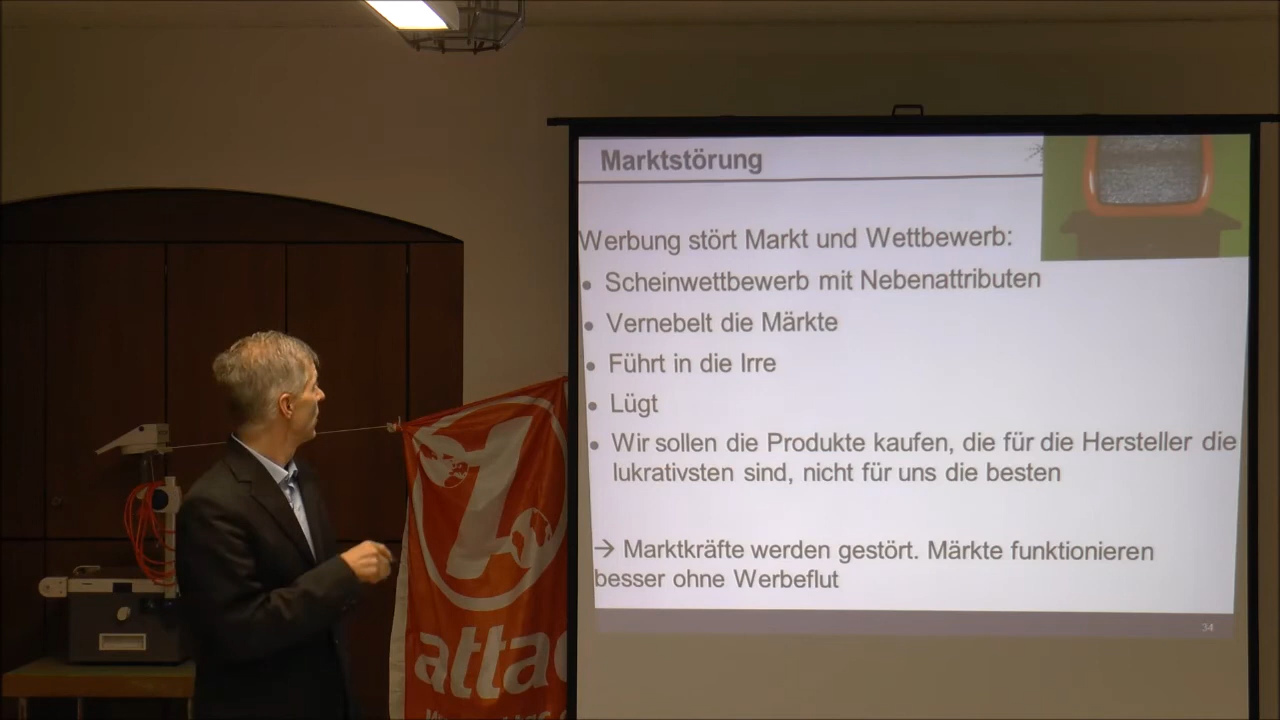 Marktstörung
Werbung stört Markt und Wettbewerb:
• Scheinwettbewerb mit Nebenattributen
• Vernebelt die Märkte
• Führt in die Irre
• Lügt
• Wir sollen die Produkte kaufen, die für die Hersteller die
lukrativsten sind, nicht für uns die besten
→ Marktkräfte werden gestört. Märkte funktionieren
besser ohne Werbeflut
34
atta